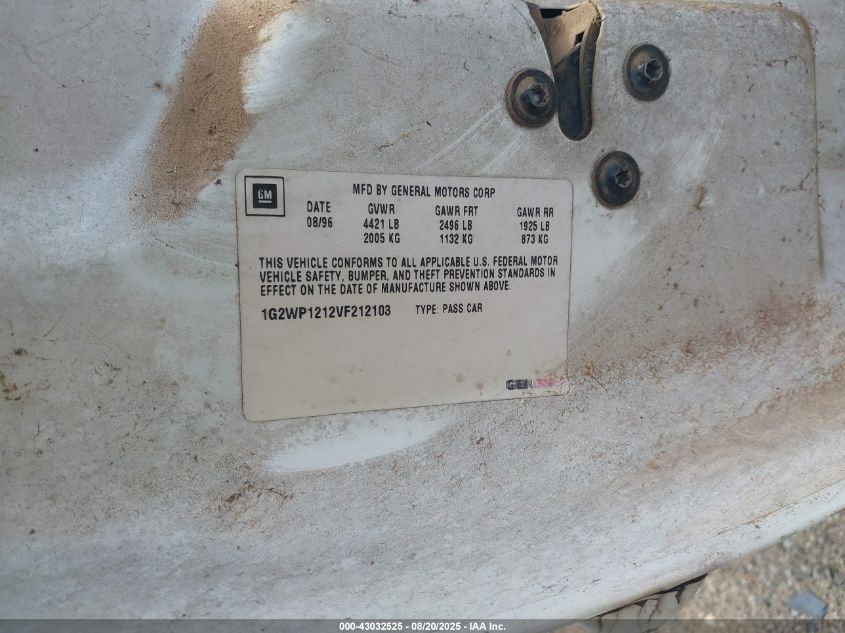 GM
MFD BY GENERAL MOTORS CORP
DATE GVWR GAWR FRT GAWR RR
08/96 4421 LB 2496 LB 1925 LB
2005 KG 1132 KG 873 KG
THIS VEHICLE CONFORMS TO ALL APPLICABLE U.S. FEDERAL MOTOR
VEHICLE SAFETY, BUMPER, AND THEFT PREVENTION STANDARDS IN
EFFECT ON THE DATE OF MANUFACTURE SHOWN ABOVE.
1G2WP1212VF212103 TYPE: PASS CAR
000-43032525 - 08/20/2025 - IAA Inc.